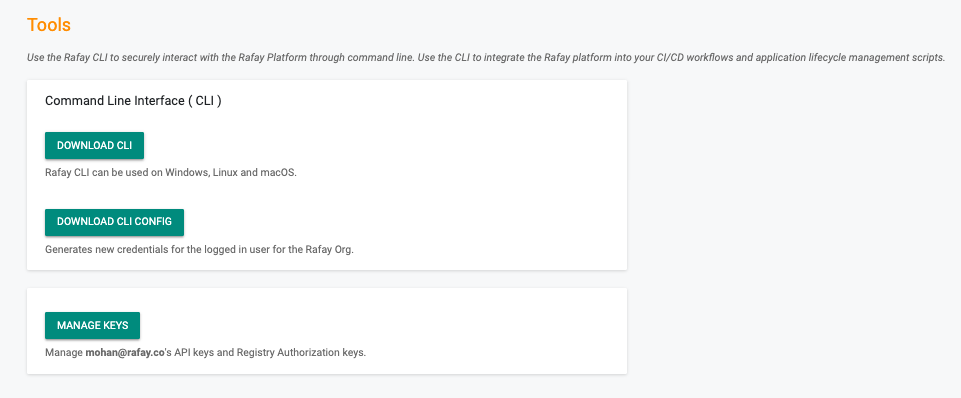 Tools
Use the Rafay CLI to securely interact with the Rafay Platform through command line. Use the CLI to integrate the Rafay platform into your CI/CD workflows and application lifecycle management scripts.
Command Line Interface ( CLI )
DOWNLOAD CLI
Rafay CLI can be used on Windows, Linux and macOS.
DOWNLOAD CLI CONFIG
Generates new credentials for the logged in user for the Rafay Org.
MANAGE KEYS
Manage mohan@rafay.co's API keys and Registry Authorization keys.